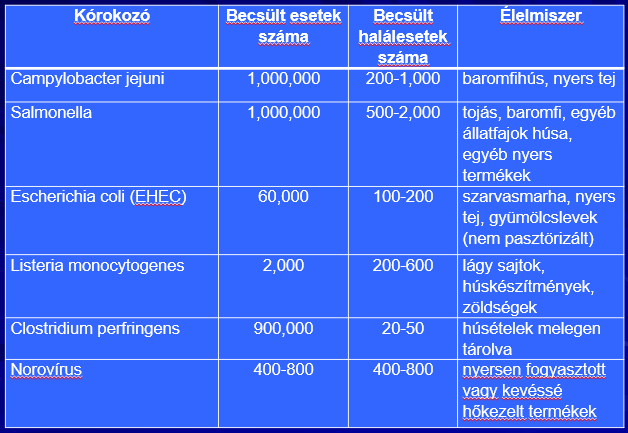 Kórokozó
Becsült esetek
száma
Becsült
halálesetek
száma
Élelmiszer
Campylobacter jejuni
1,000,000
200-1,000
baromfihús, nyers tej
Salmonella
1,000,000
500-2,000
tojás, baromfi, egyéb
állatfajok húsa,
egyéb nyers
termékek
Escherichia coli (EHEC)
60,000
100-200
szarvasmarha, nyers
tej, gyümölcslevek
(nem pasztörizált)
Listeria monocytogenes
2,000
200-600
lágy sajtok,
húskészítmények,
zöldségek
Clostridium perfringens
900,000
20-50
húsételek melegen
tárolva
Norovírus
400-800
400-800
nyersen fogyasztott
vagy kevéssé
hőkezelt termékek